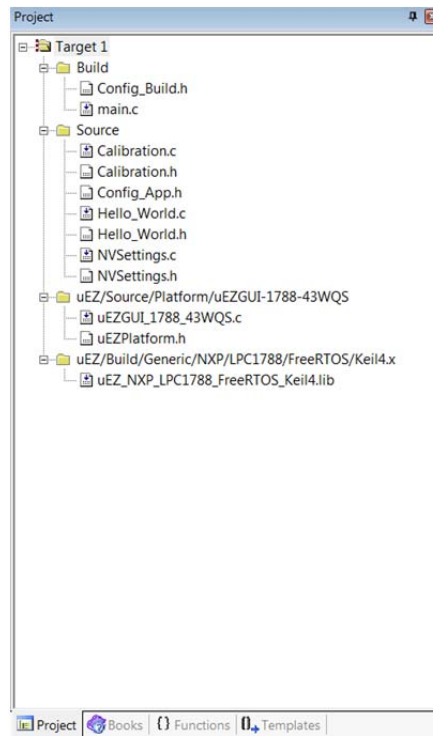 Project
Target 1
Build
Config_Build.h
main.c
Source
Calibration.c
Calibration.h
Config_App.h
Hello_World.c
Hello_World.h
NVSettings.c
NVSettings.h
uEZ/Source/Platform/uEZGUI-1788-43WQS
uEZGUI_1788_43WQS.c
uEZPlatform.h
uEZ/Build/Generic/NXP/LPC1788/FreeRTOS/Keil4.x
uEZ_NXP_LPC1788_FreeRTOS_Keil4.lib
Project Books {} Functions 0 Templates